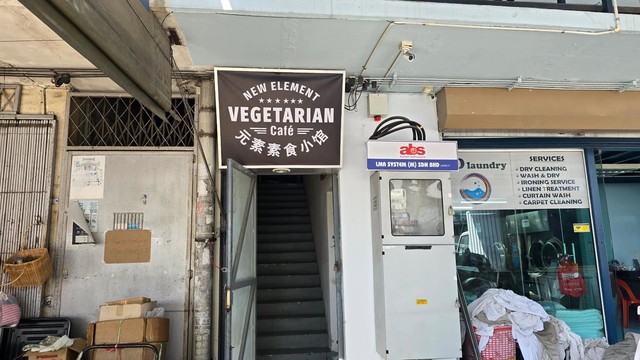 NEW ELEMENT
VEGETARIAN
Café
元素素食小馆
abs
LMA SYSTEM (M) SDN BHD
laundry
SERVICES
DRY CLEANING
WASH & DRY
IRONING SERVICE
LINEN TREATMENT
CURTAIN WASH
CARPET CLEANING